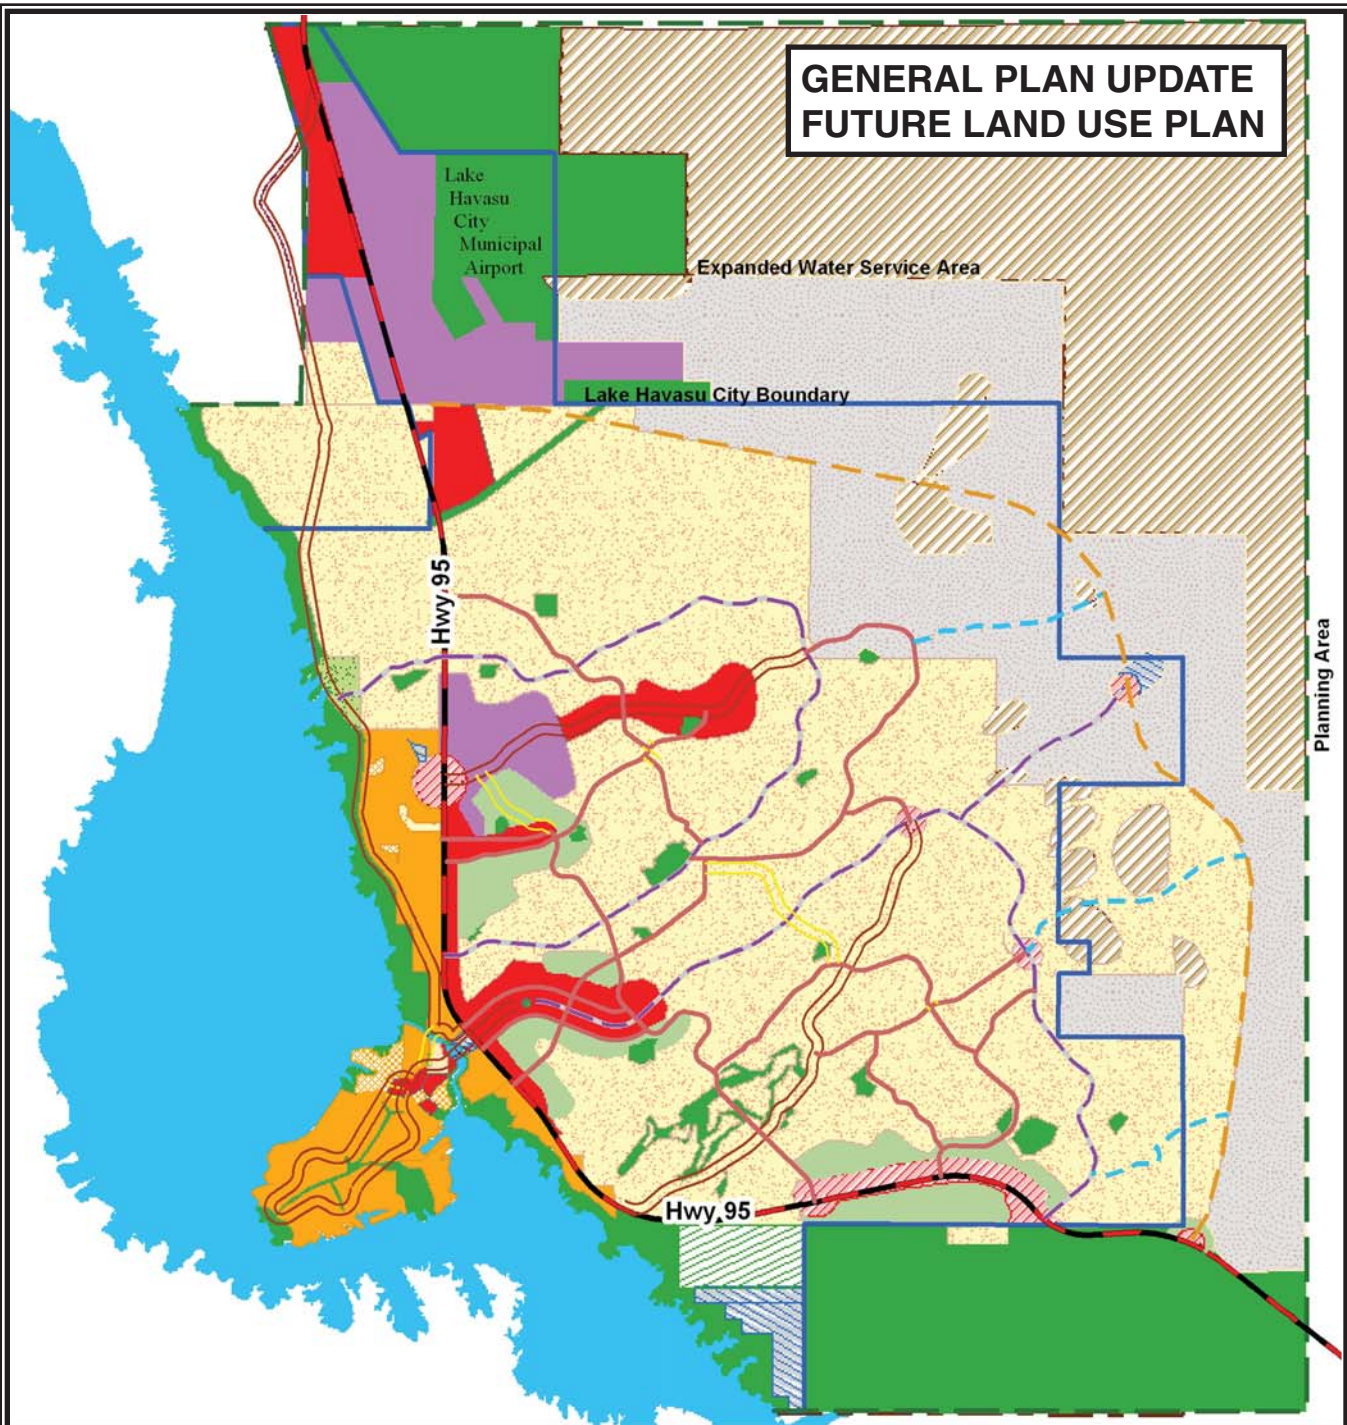 GENERAL PLAN UPDATE
FUTURE LAND USE PLAN
Lake
Havasu
City
Municipal
Airport
Expanded Water Service Area
Lake Havasu City Boundary
Hwy 95
Planning Area
Hwy 95